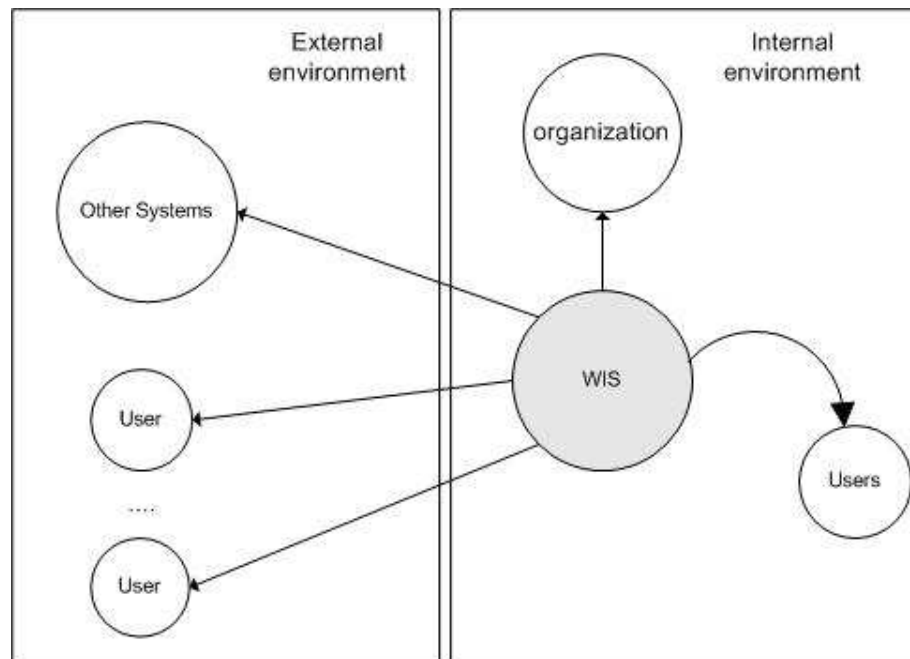 External
environment
Other Systems
User
....
User
Internal
environment
organization
WIS
Users